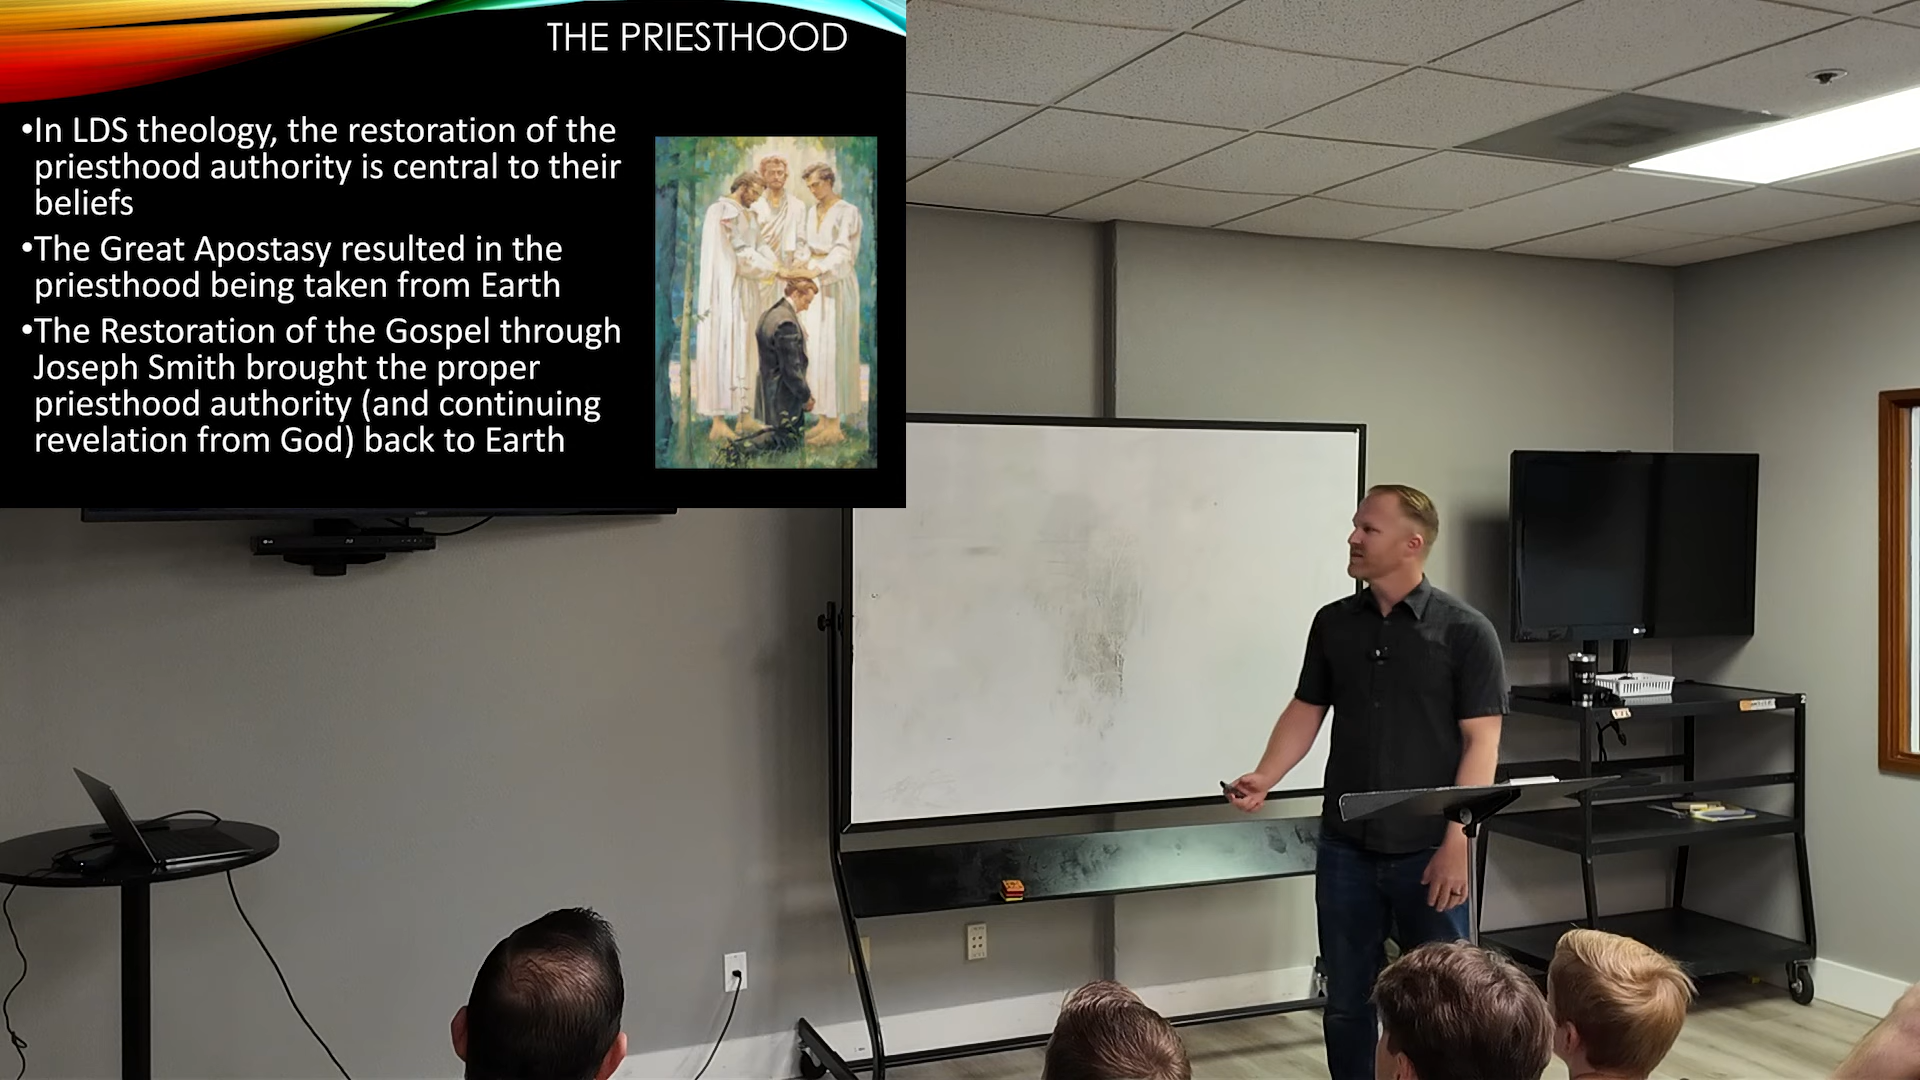 THE PRIESTHOOD
•In LDS theology, the restoration of the
priesthood authority is central to their
beliefs
•The Great Apostasy resulted in the
priesthood being taken from Earth
•The Restoration of the Gospel through
Joseph Smith brought the proper
priesthood authority (and continuing
revelation from God) back to Earth